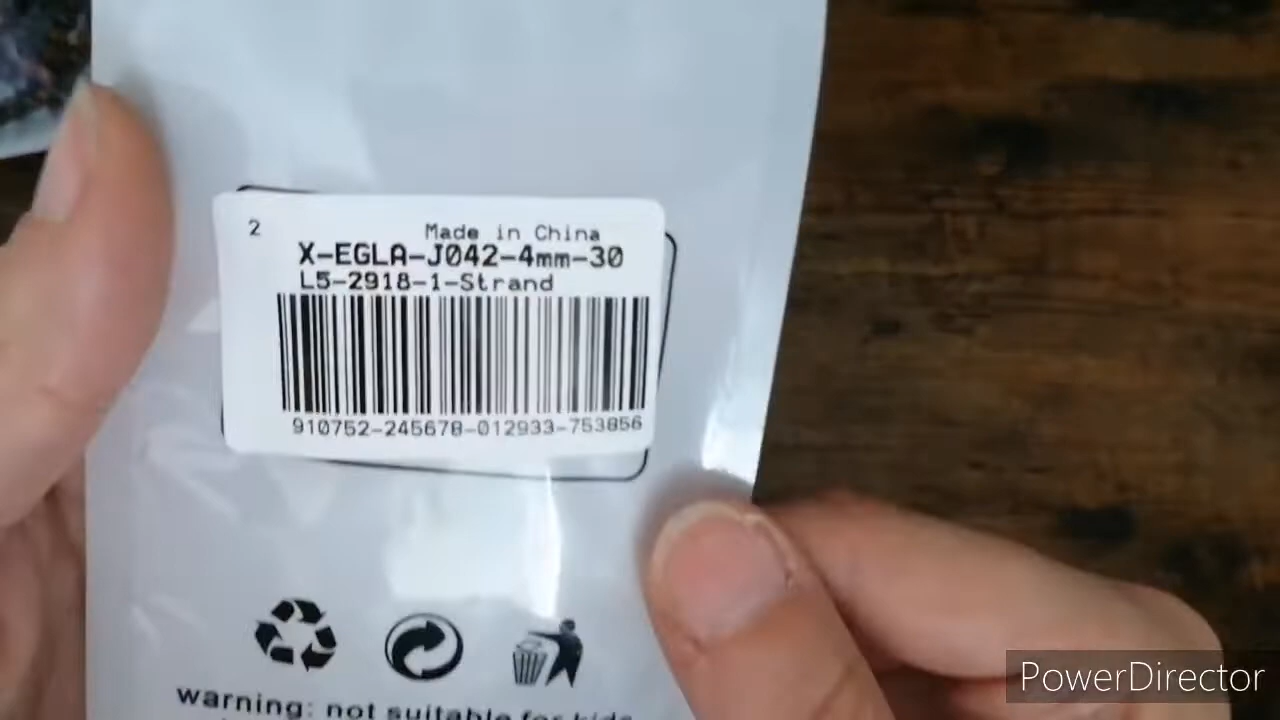 2
Made in China
X-EGLA-J042-4mm-30
L5-2918-1-Strand
910752-245678-012933-753856
warning: not suitable for kids
PowerDirector